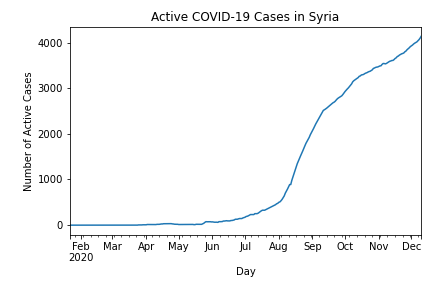 Active COVID-19 Cases in Syria
Number of Active Cases
4000
3000
2000
1000
0
Feb Mar Apr May Jun Jul Aug Sep Oct Nov Dec
2020
Day